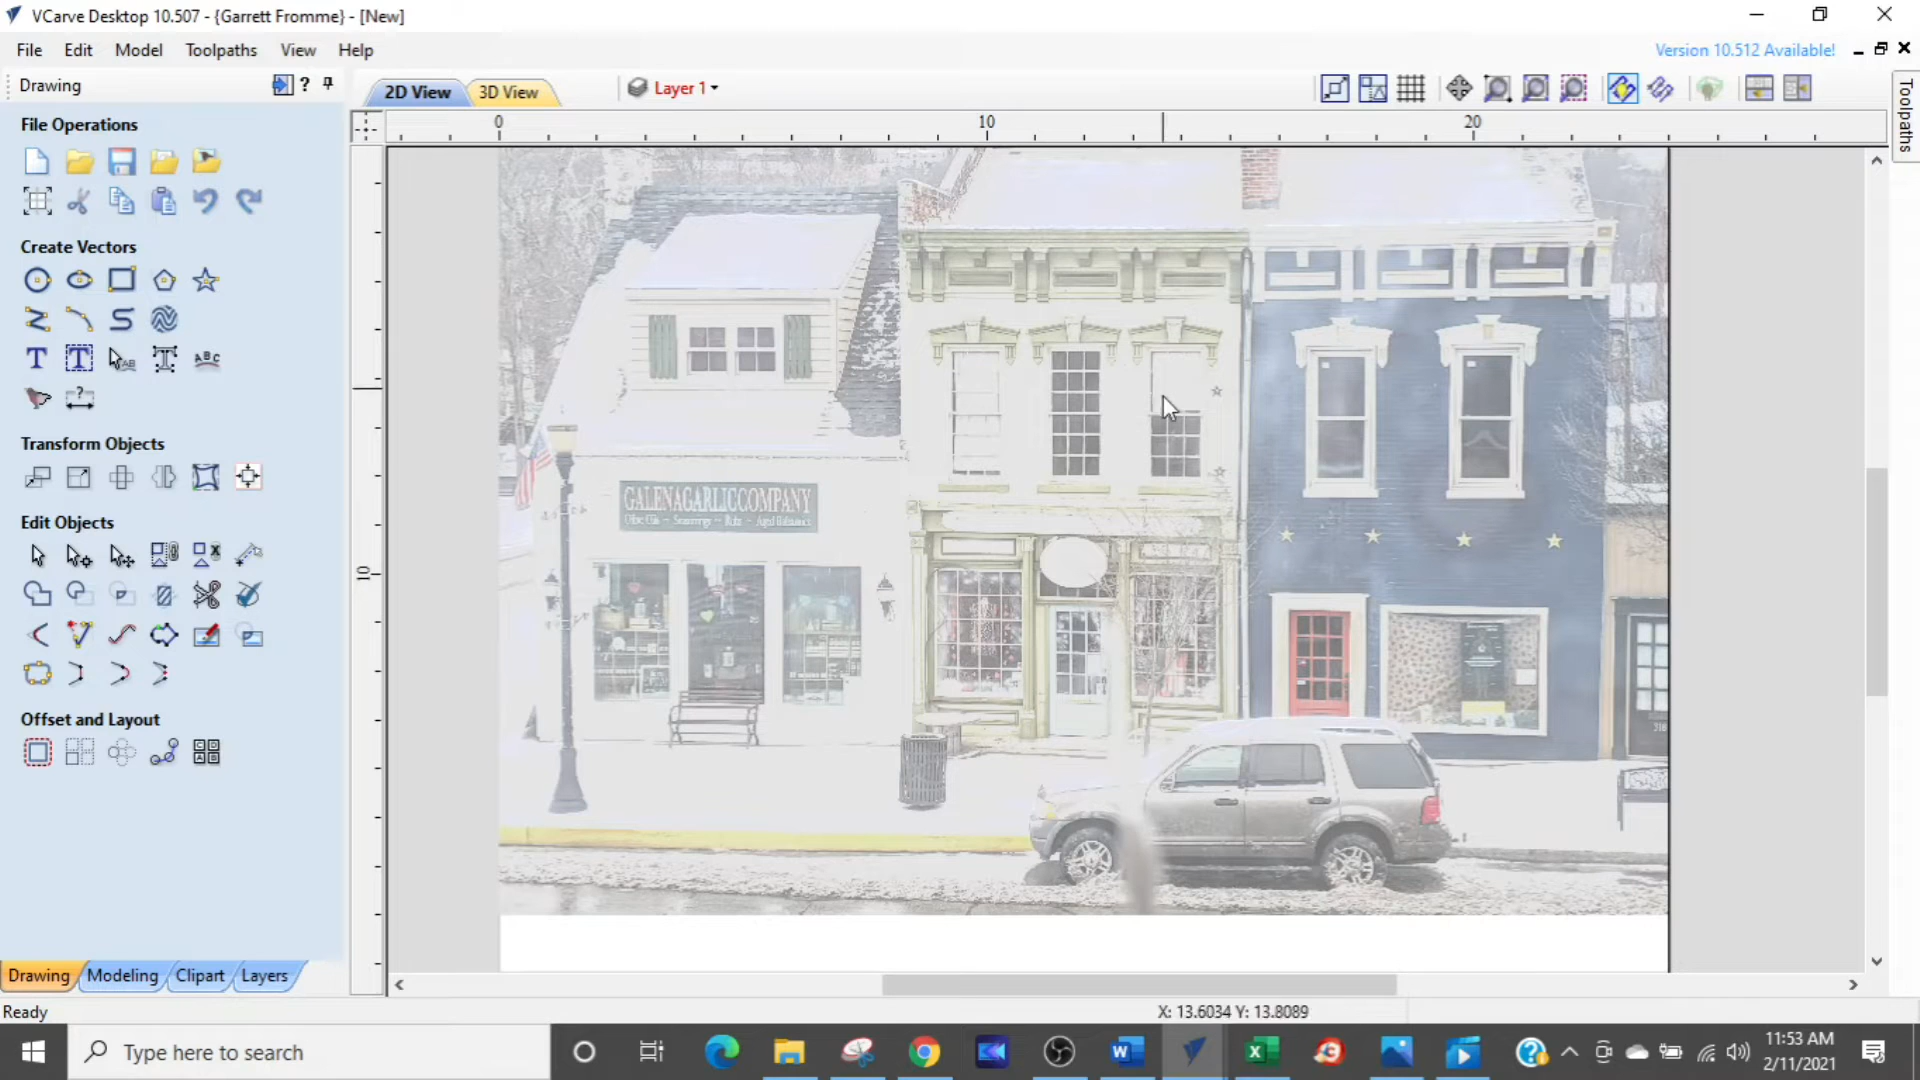 VCarve Desktop 10.507 - {Garrett Fromme} - [New]
File Edit Model Toolpaths View Help
Version 10.512 Available!
Drawing
2D View 3D View Layer 1
Toolpaths
0 10 20
10
File Operations
Create Vectors
Transform Objects
Edit Objects
Offset and Layout
GALENAGARLICCOMPANY
Drawing Modeling Clipart Layers
Ready X: 13.6034 Y: 13.8089
Type here to search
11:53 AM
2/11/2021